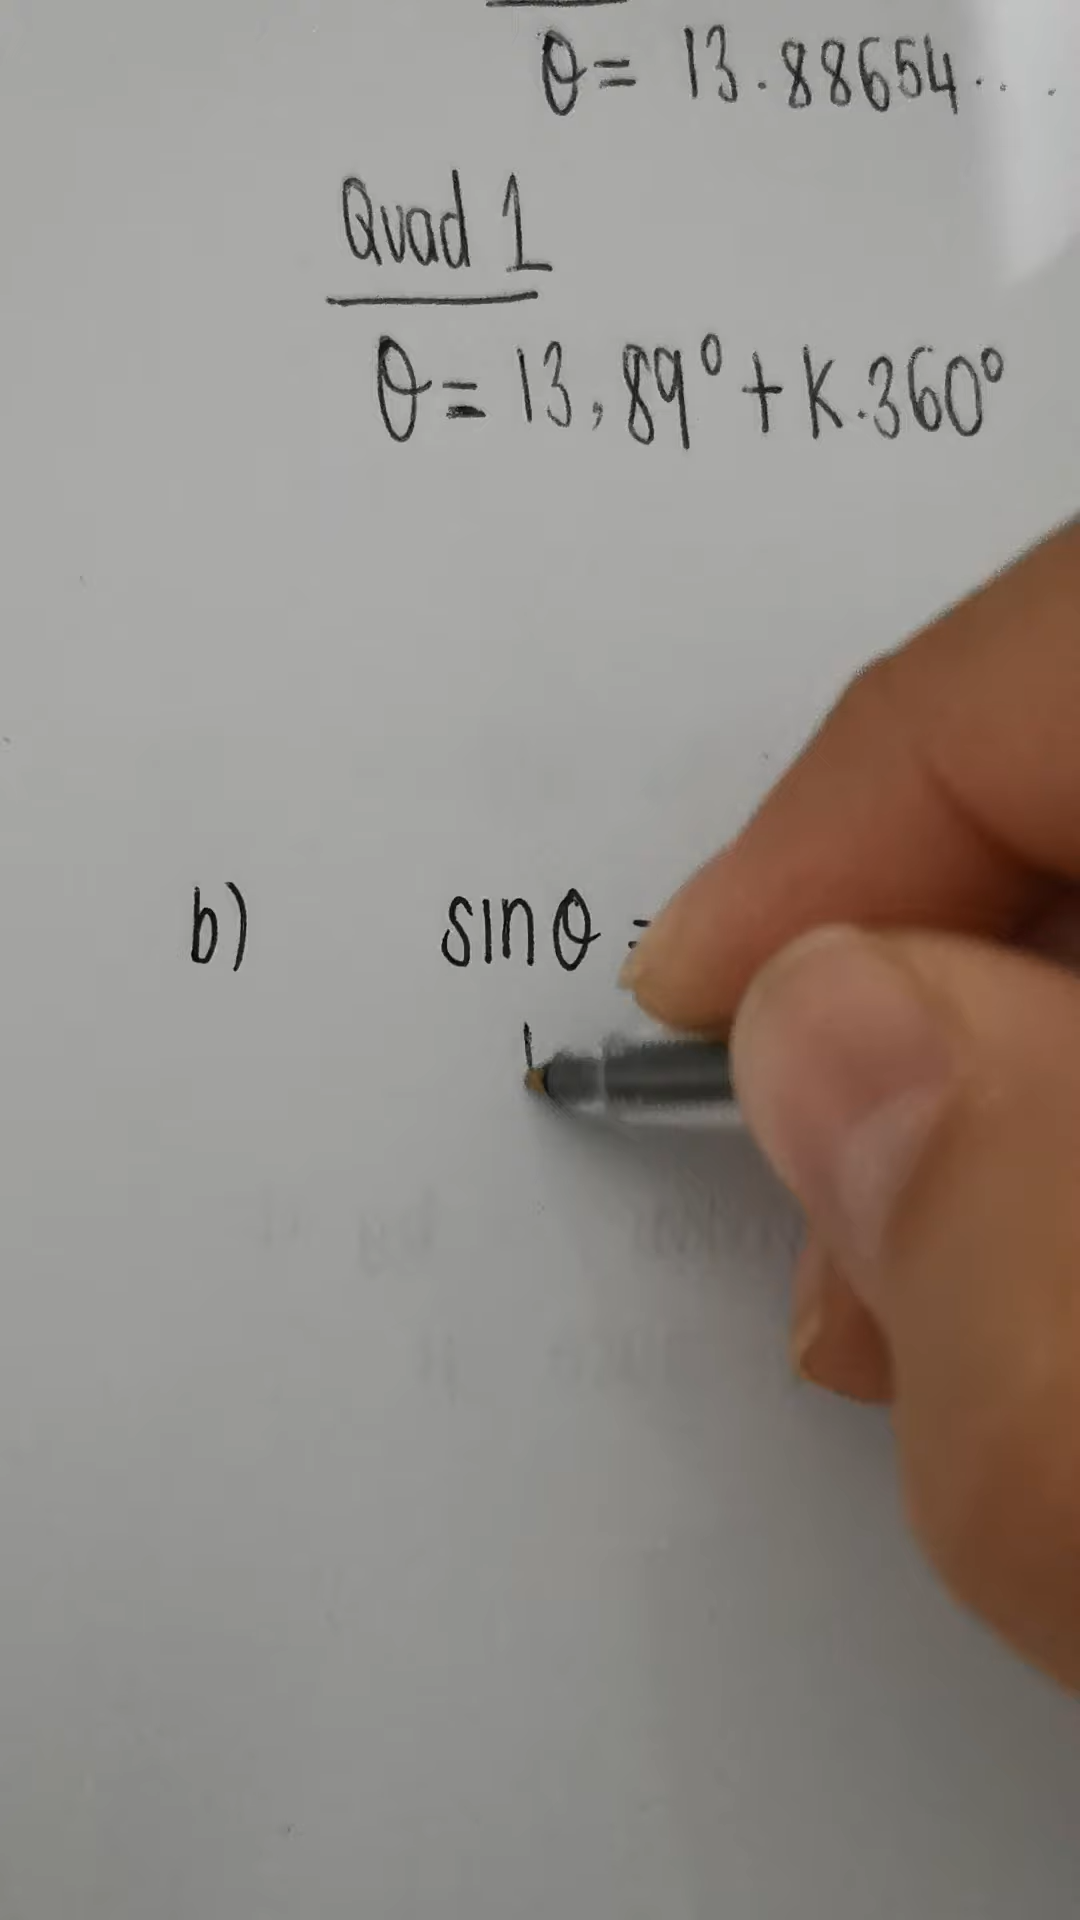 θ = 13.88654...
Quad 1
θ = 13,89° + K.360°
b) sin θ =